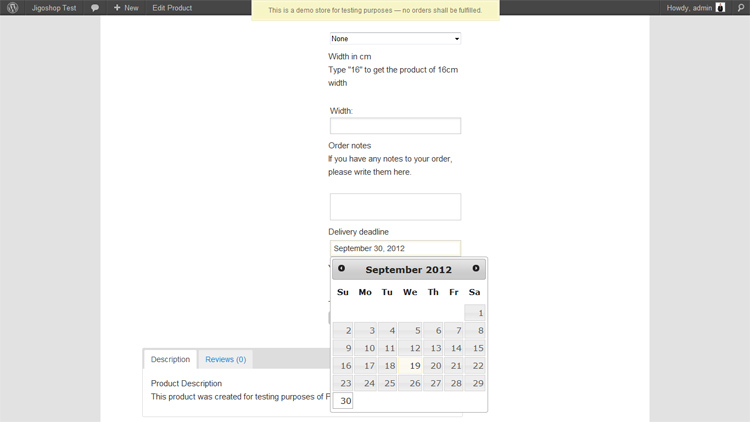 Jigoshop Test
New
Edit Product
This is a demo store for testing purposes — no orders shall be fulfilled.
Howdy, admin
None
Width in cm
Type "16" to get the product of 16cm
width
Width:
Order notes
If you have any notes to your order,
please write them here.
Delivery deadline
September 30, 2012
September 2012
Su Mo Tu We Th Fr Sa
1
2 3 4 5 6 7 8
9 10 11 12 13 14 15
16 17 18 19 20 21 22
23 24 25 26 27 28 29
30
Description
Reviews (0)
Product Description
This product was created for testing purposes of